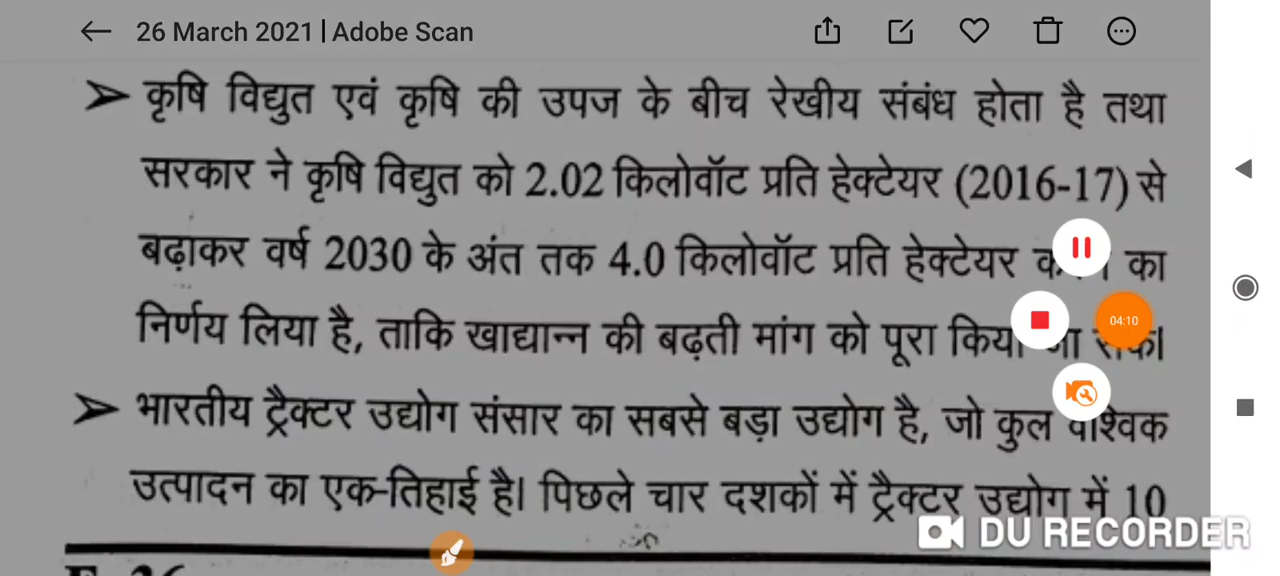 26 March 2021 | Adobe Scan
➤ कृषि विद्युत एवं कृषि की उपज के बीच रेखीय संबंध होता है तथा
सरकार ने कृषि विद्युत को 2.02 किलोवॉट प्रति हेक्टेयर (2016-17) से
बढ़ाकर वर्ष 2030 के अंत तक 4.0 किलोवॉट प्रति हेक्टेयर का
निर्णय लिया है, ताकि खाद्यान्न की बढ़ती मांग को पूरा किया
04:10
➤ भारतीय ट्रैक्टर उद्योग संसार का सबसे बड़ा उद्योग है, जो कुल वैश्विक
उत्पादन का एक-तिहाई है। पिछले चार दशकों में ट्रैक्टर उद्योग में 10
DU RECORDER